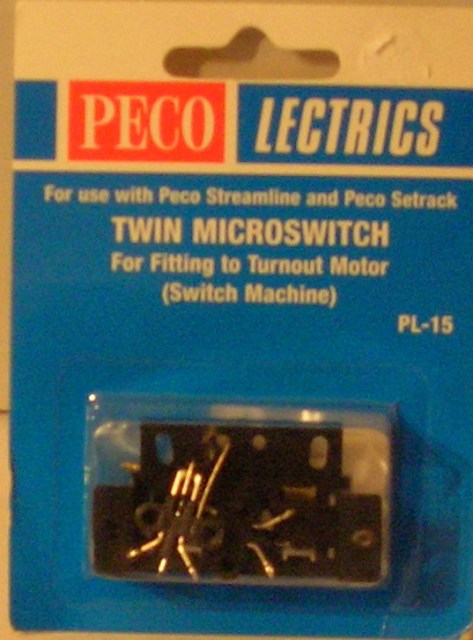 PECO LECTRICS
For use with Peco Streamline and Peco Setrack
TWIN MICROSWITCH
For Fitting to Turnout Motor
(Switch Machine)
PL-15